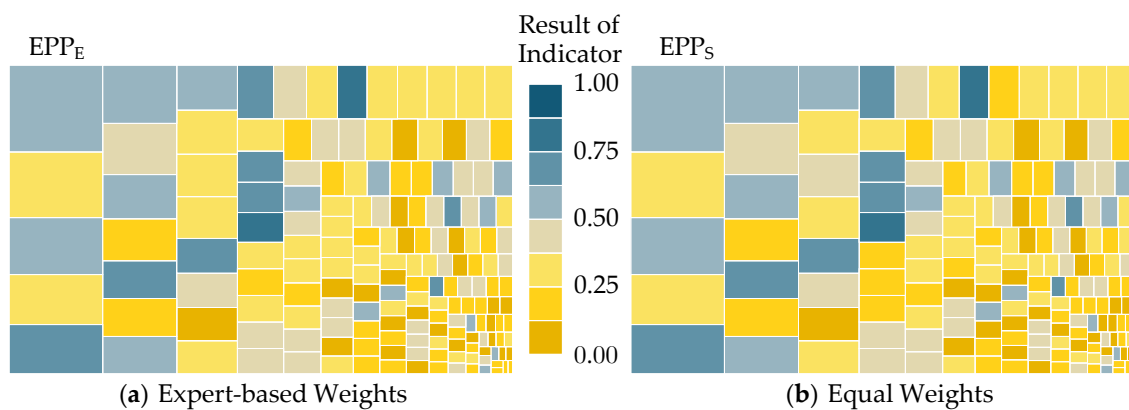 EPPE
Result of
Indicator
EPPS
1.00
0.75
0.50
0.25
0.00
(a) Expert-based Weights
(b) Equal Weights